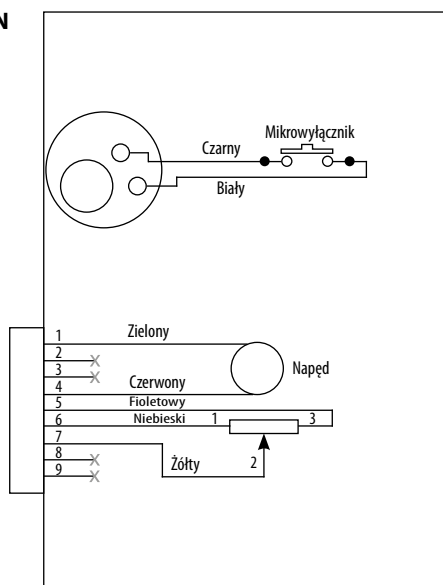 N
Mikrowyłącznik
Czarny
Biały
1 Zielony
2
3
Napęd
4 Czerwony
5 Fioletowy
6 Niebieski 1 3
7
8 Żółty 2
9